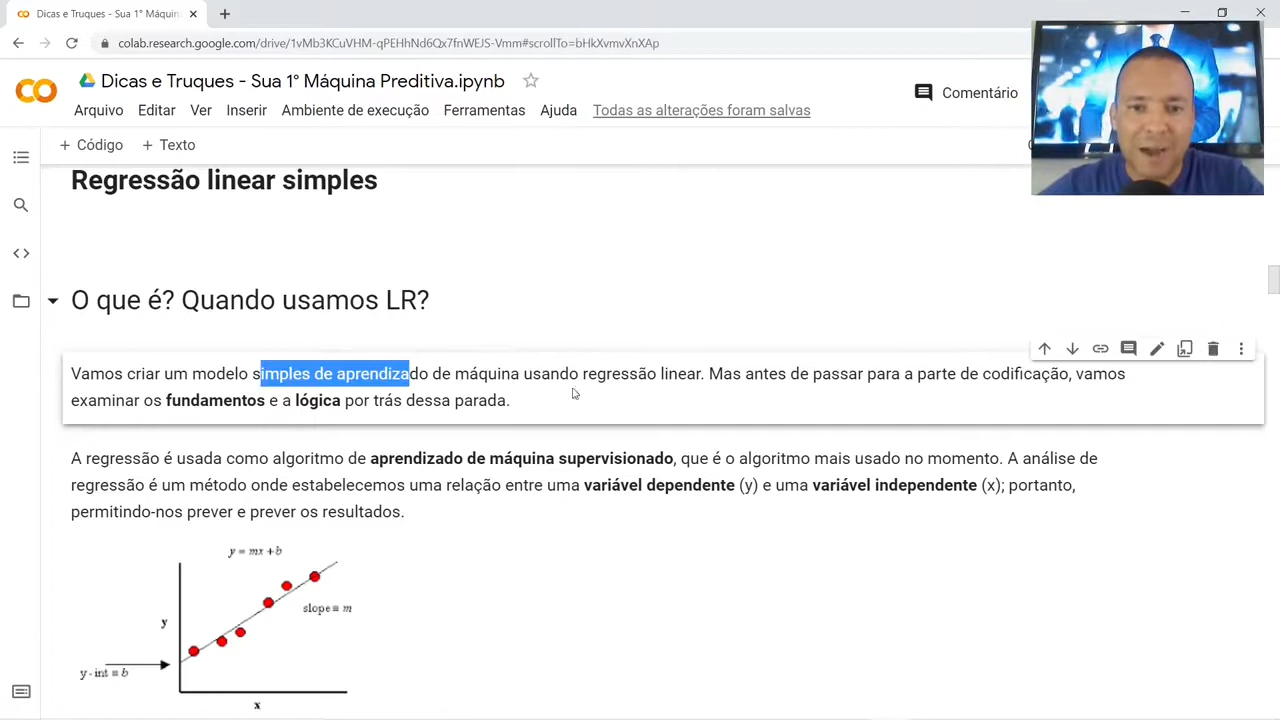 Dicas e Truques - Sua 1° Máquin
colab.research.google.com/drive/1vMb3KCuVHM-qPEHhNd6Qx7fnWEJS-Vmm#scrollTo=bHkXvmvXnXAp
Dicas e Truques - Sua 1° Máquina Preditiva.ipynb
Arquivo Editar Ver Inserir Ambiente de execução Ferramentas Ajuda Todas as alterações foram salvas
Comentário
+ Código + Texto
Regressão linear simples
O que é? Quando usamos LR?
Vamos criar um modelo simples de aprendizado de máquina usando regressão linear. Mas antes de passar para a parte de codificação, vamos
examinar os fundamentos e a lógica por trás dessa parada.
A regressão é usada como algoritmo de aprendizado de máquina supervisionado, que é o algoritmo mais usado no momento. A análise de
regressão é um método onde estabelecemos uma relação entre uma variável dependente (y) e uma variável independente (x); portanto,
permitindo-nos prever e prever os resultados.
y = mx + b
slope = m
y
y-int = b
x